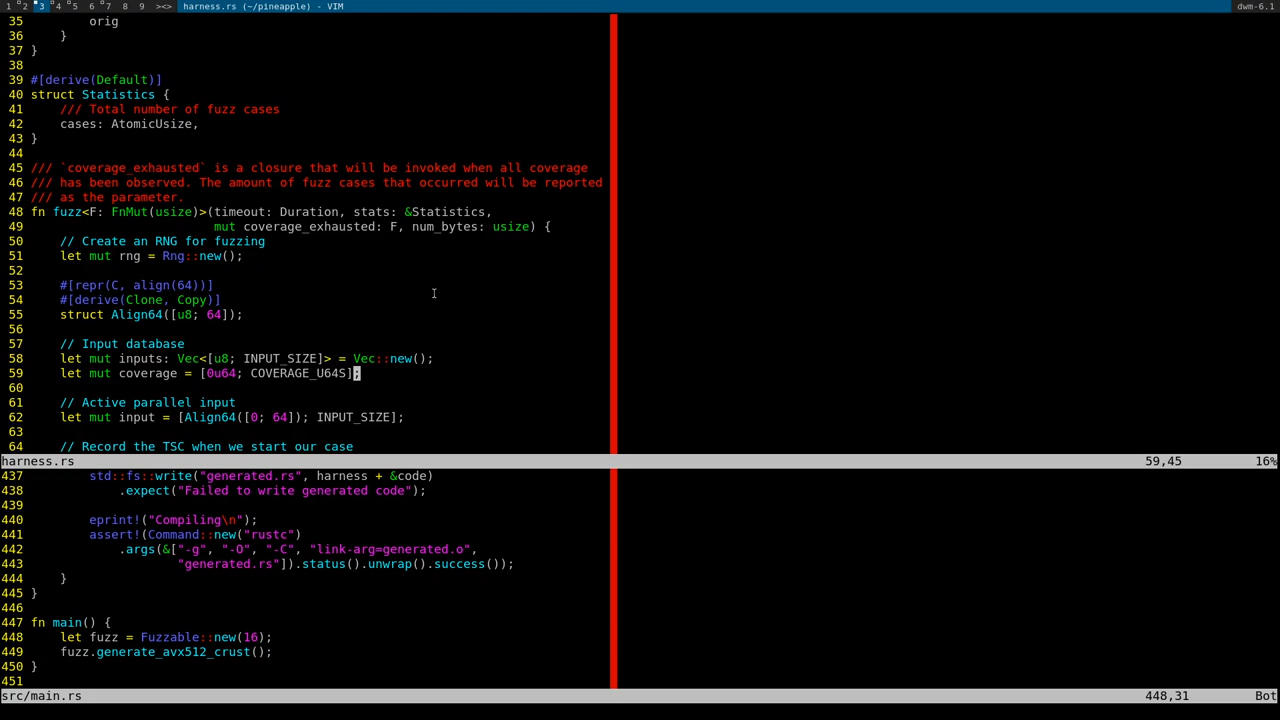 1 2 3 4 5 6 7 8 9 ><> harness.rs (~/pineapple) - VIM dwm-6.1
35         orig
36     }
37 }
38
39 #[derive(Default)]
40 struct Statistics {
41     /// Total number of fuzz cases
42     cases: AtomicUsize,
43 }
44
45 /// `coverage_exhausted` is a closure that will be invoked when all coverage
46 /// has been observed. The amount of fuzz cases that occurred will be reported
47 /// as the parameter.
48 fn fuzz<F: FnMut(usize)>(timeout: Duration, stats: &Statistics,
49                          mut coverage_exhausted: F, num_bytes: usize) {
50     // Create an RNG for fuzzing
51     let mut rng = Rng::new();
52
53     #[repr(C, align(64))]
54     #[derive(Clone, Copy)]
55     struct Align64([u8; 64]);
56
57     // Input database
58     let mut inputs: Vec<[u8; INPUT_SIZE]> = Vec::new();
59     let mut coverage = [0u64; COVERAGE_U64S];
60
61     // Active parallel input
62     let mut input = [Align64([0; 64]); INPUT_SIZE];
63
64     // Record the TSC when we start our case
harness.rs 59,45 16%
437         std::fs::write("generated.rs", harness + &code)
438             .expect("Failed to write generated code");
439
440         eprint!("Compiling\n");
441         assert!(Command::new("rustc")
442             .args(&["-g", "-O", "-C", "link-arg=generated.o",
443                     "generated.rs"]).status().unwrap().success());
444     }
445 }
446
447 fn main() {
448     let fuzz = Fuzzable::new(16);
449     fuzz.generate_avx512_crust();
450 }
451
src/main.rs 448,31 Bot